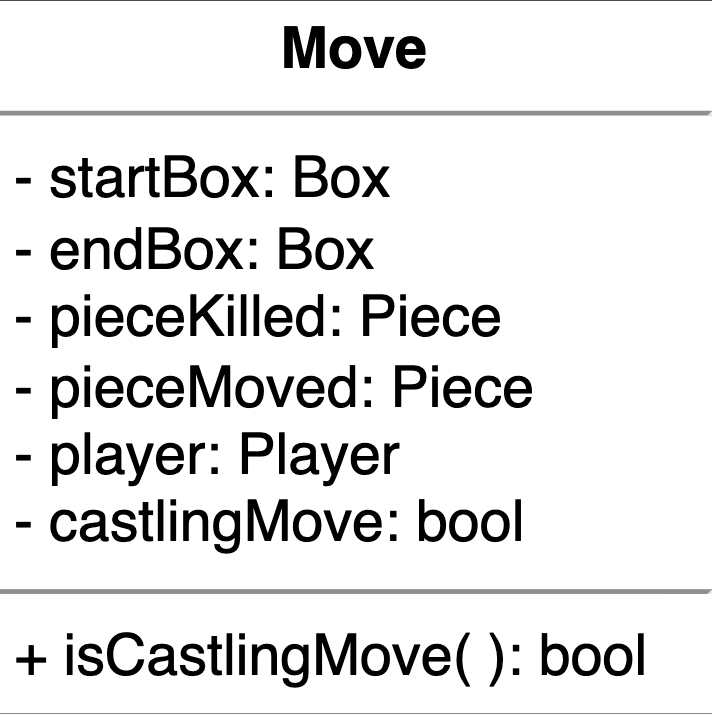 Move
- startBox: Box
- endBox: Box
- pieceKilled: Piece
- pieceMoved: Piece
- player: Player
- castlingMove: bool
+ isCastlingMove( ): bool